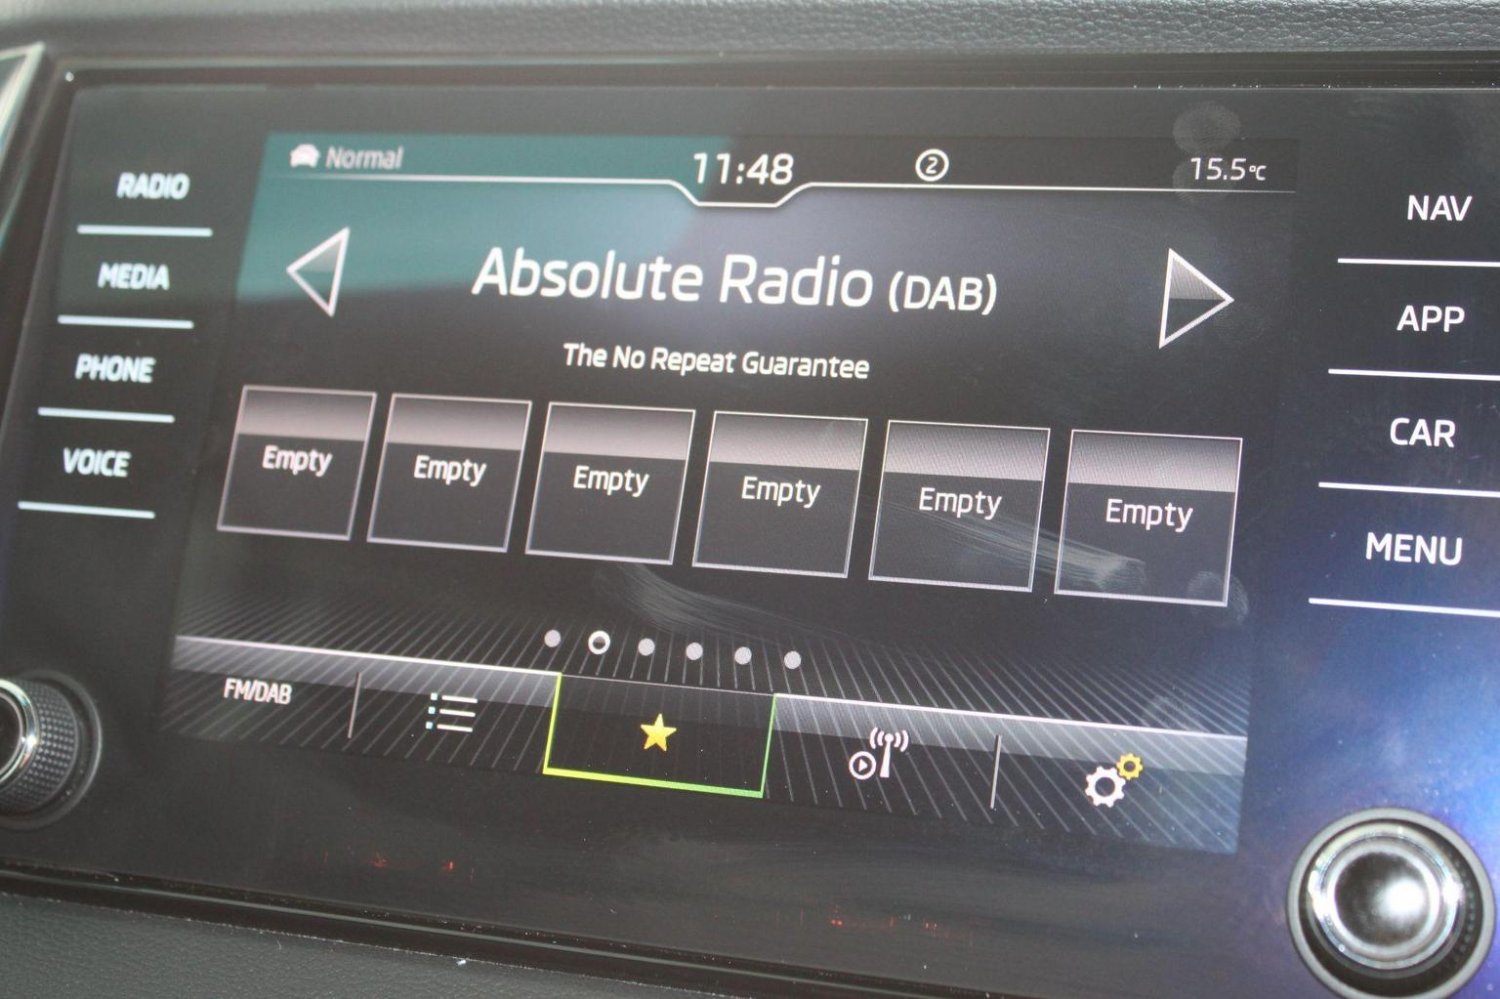 RADIO
MEDIA
PHONE
VOICE
Normal
11:48
2
15.5°C
Absolute Radio (DAB)
The No Repeat Guarantee
Empty
Empty
Empty
Empty
Empty
Empty
FM/DAB
NAV
APP
CAR
MENU